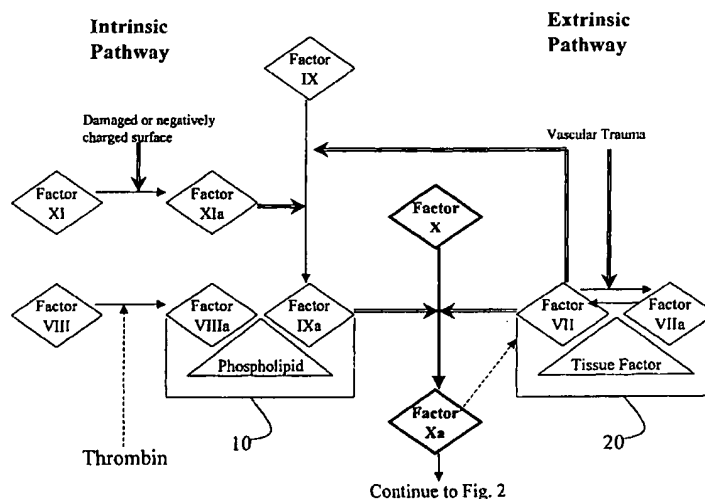 Intrinsic
Pathway
Extrinsic
Pathway
Factor
IX
Damaged or negatively
charged surface
Vascular Trauma
Factor
XI
Factor
XIa
Factor
X
Factor
VIII
Factor
VIIIa
Factor
IXa
Factor
VII
Factor
VIIa
Phospholipid
Tissue Factor
Factor
Xa
10
20
Thrombin
Continue to Fig. 2